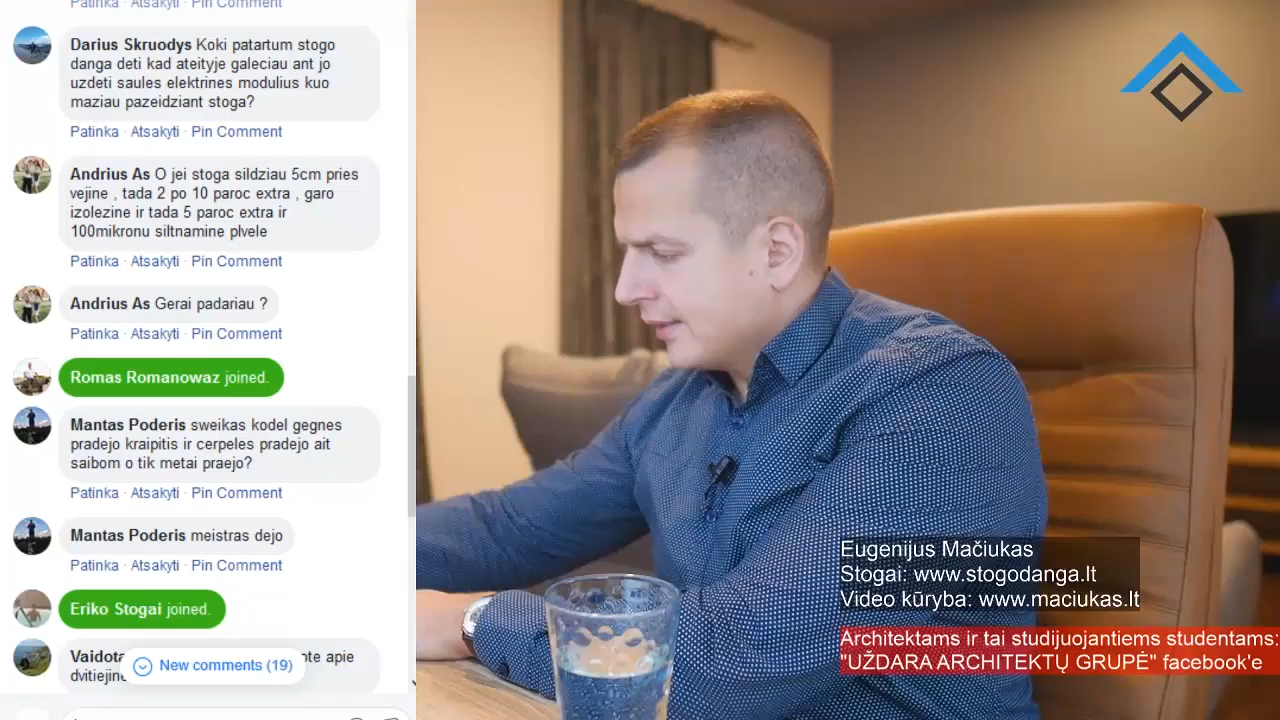 Patinka · Atsakyti · Pin Comment
Darius Skruodys Koki patartum stogo
danga deti kad ateityje galeciau ant jo
uzdeti saules elektrines modulius kuo
maziau pazeidziant stoga?
Patinka · Atsakyti · Pin Comment
Andrius As O jei stoga sildziau 5cm pries
vejine , tada 2 po 10 paroc extra , garo
izolezine ir tada 5 paroc extra ir
100mikronu siltnamine plvele
Patinka · Atsakyti · Pin Comment
Andrius As Gerai padariau ?
Patinka · Atsakyti · Pin Comment
Romas Romanowaz joined.
Mantas Poderis sweikas kodel gegnes
pradejo kraipitis ir cerpeles pradejo ait
saibom o tik metai praejo?
Patinka · Atsakyti · Pin Comment
Mantas Poderis meistras dejo
Patinka · Atsakyti · Pin Comment
Eriko Stogai joined.
apie
New comments (19)
Eugenijus Mačiukas
Stogai: www.stogodanga.lt
Video kūryba: www.maciukas.lt
Architektams ir tai studijuojantiems studentams:
"UŽDARA ARCHITEKTŲ GRUPĖ" facebook'e